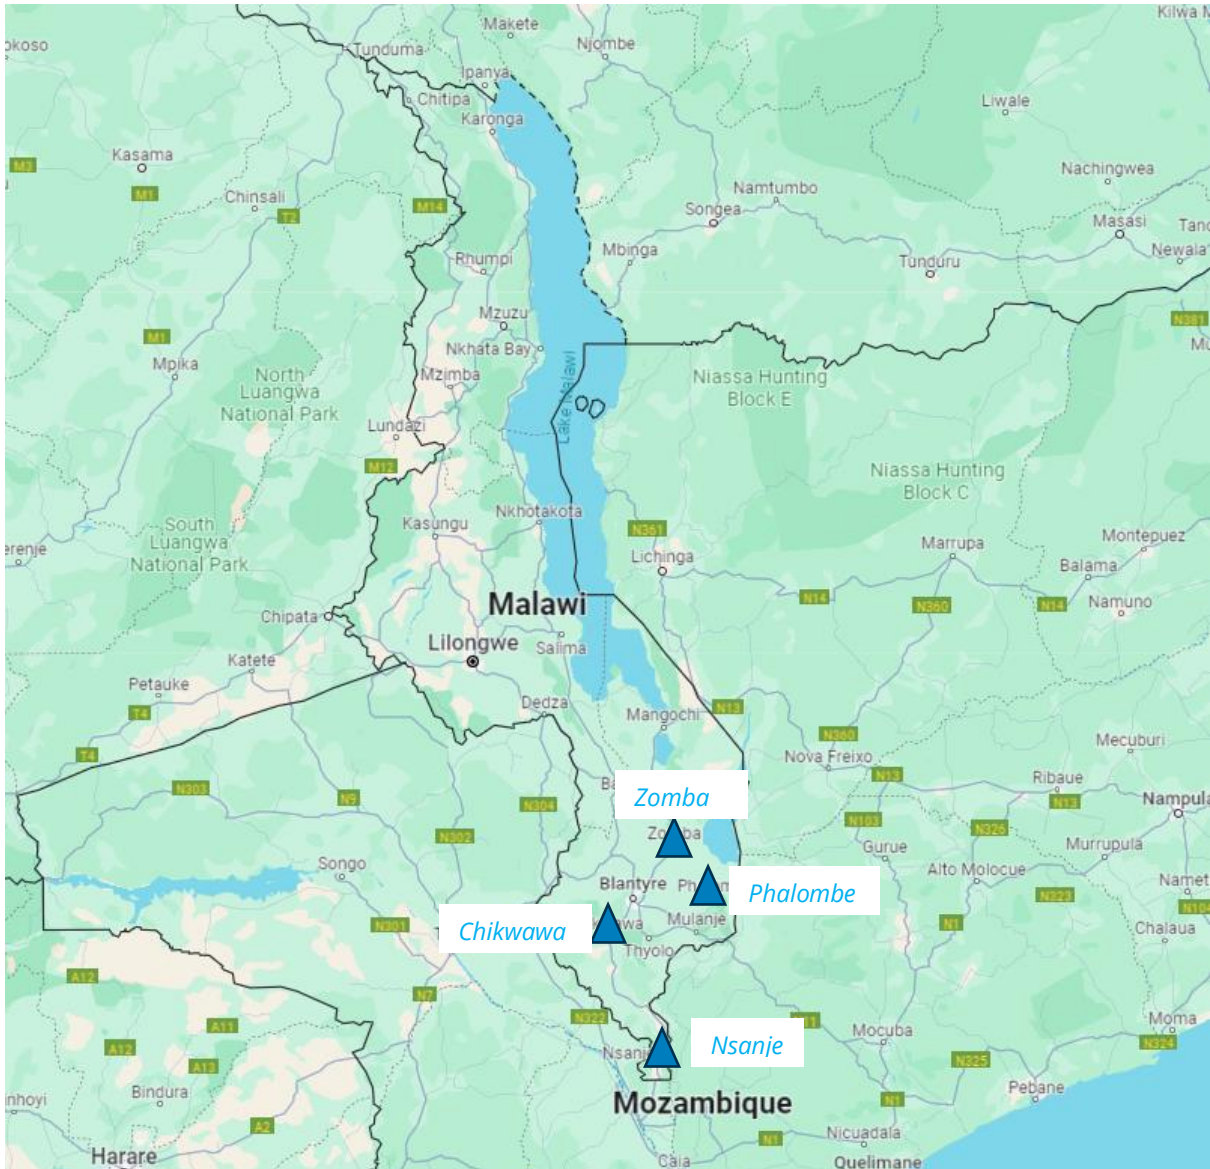 Makete
Kilwa M
okoso
Tunduma
Njombe
Ipanya
Chitipa
Liwale
Karonga
Kasama
M3
M1
Nachingwea
Chinsali
T2
M14
Namtumbo
Songea
Masasi
Mbinga
Newala
Rhumpi
Tunduru
Mzuzu
N381
M1
Nkhata Bay
Mpika
Mzimba
North
Luangwa
National Park
Niassa Hunting
Block E
Lake Malawi
Lundazi
M12
Niassa Hunting
Block C
Nkhotakota
Kasungu
South
Luangwa
National Park
N361
Montepuez
erenje
Lichinga
Marrupa
Balama
Malawi
N14
N360
N14
Namuno
Chipata
Lilongwe
Salima
Katete
Petauke
Dedza
T4
Mangochi
N13
N360
Mecuburi
T4
Nova Freixo
N13
Ribaue
N303
N9
N304
Ba
Zomba
N13
Nampula
N302
Zomba
N103
N326
Gurue
Murrupula
Songo
Alto Molocue
Blantyre
Phalombe
N323
Namet
N104
N301
Chikwawa
Mulanje
N1
Chalaua
Thyolo
A12
N7
N322
A11
Moma
Mocuba
N324
A12
Nsanje
Nsanje
A13
N325
Bindura
Pebane
nhoyi
Mozambique
N1
A2
N1
Nicuadala
Harare
Caia
Quelimane